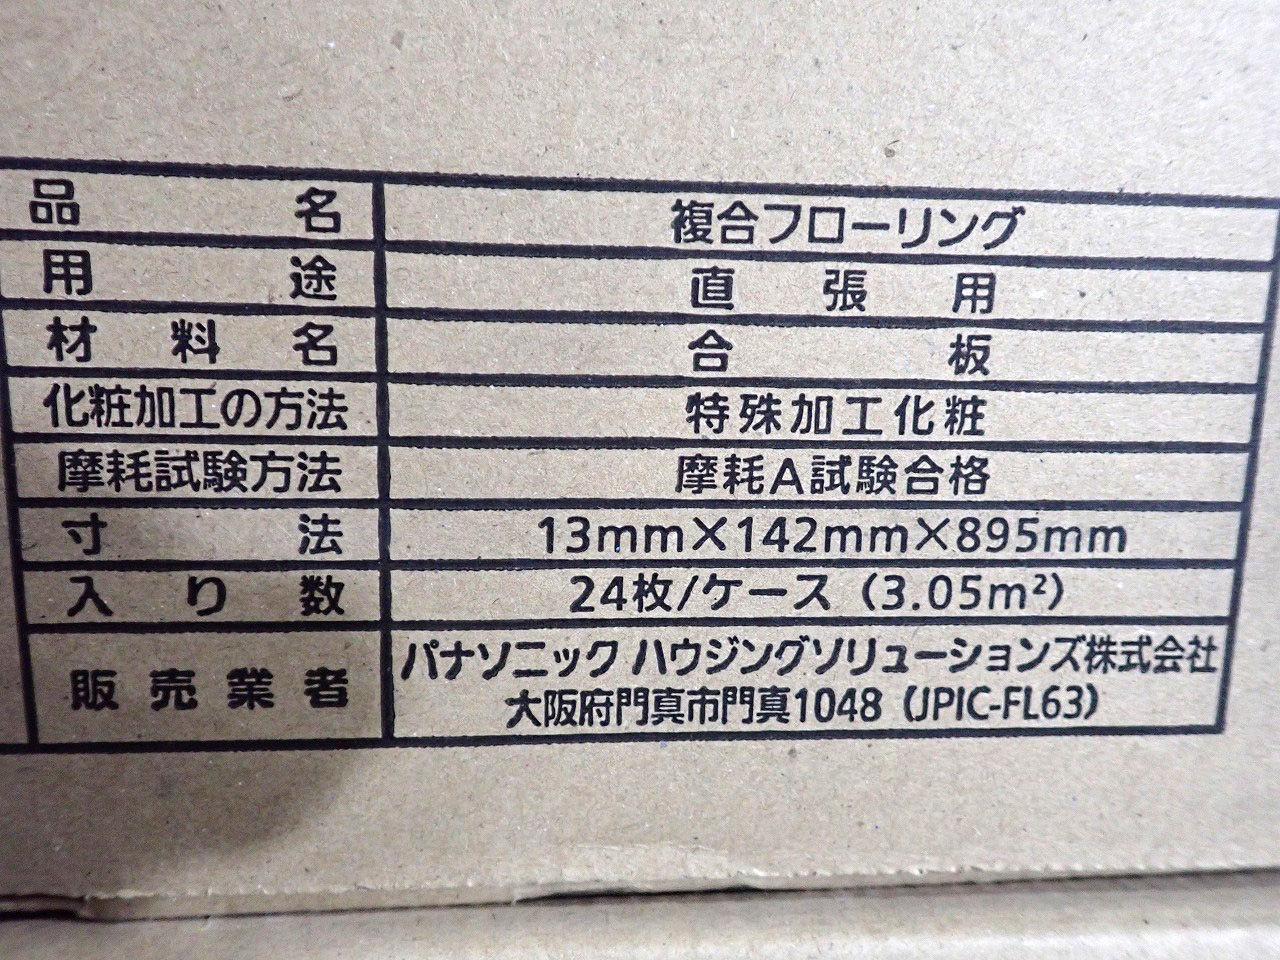 品名 複合フローリング
用途 直張用
材料名 合板
化粧加工の方法 特殊加工化粧
摩耗試験方法 摩耗A試験合格
寸法 13mm×142mm×895mm
入り数 24枚/ケース（3.05m²）
販売業者 パナソニック ハウジングソリューションズ株式会社
大阪府門真市門真1048（JPIC-FL63）